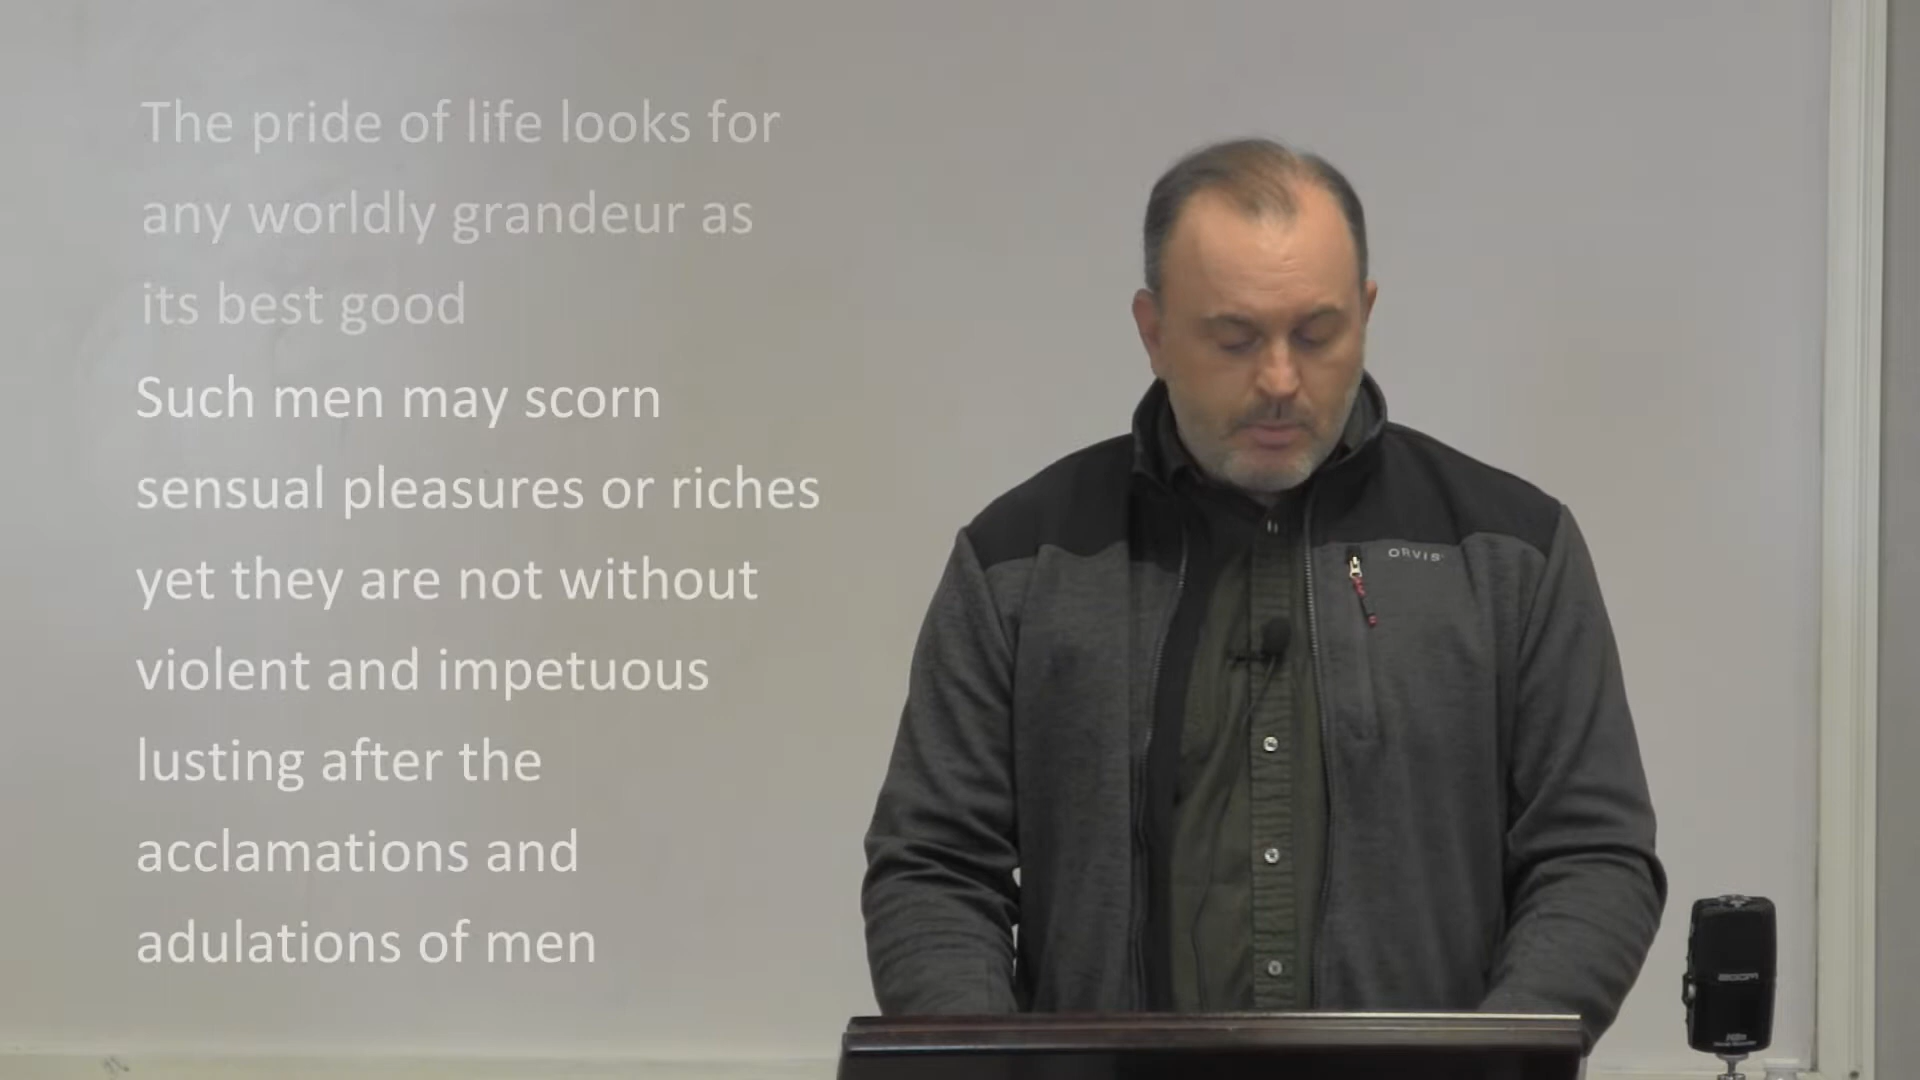 The pride of life looks for
any worldly grandeur as
its best good
Such men may scorn
sensual pleasures or riches
yet they are not without
violent and impetuous
lusting after the
acclamations and
adulations of men
ORVIS
zoom